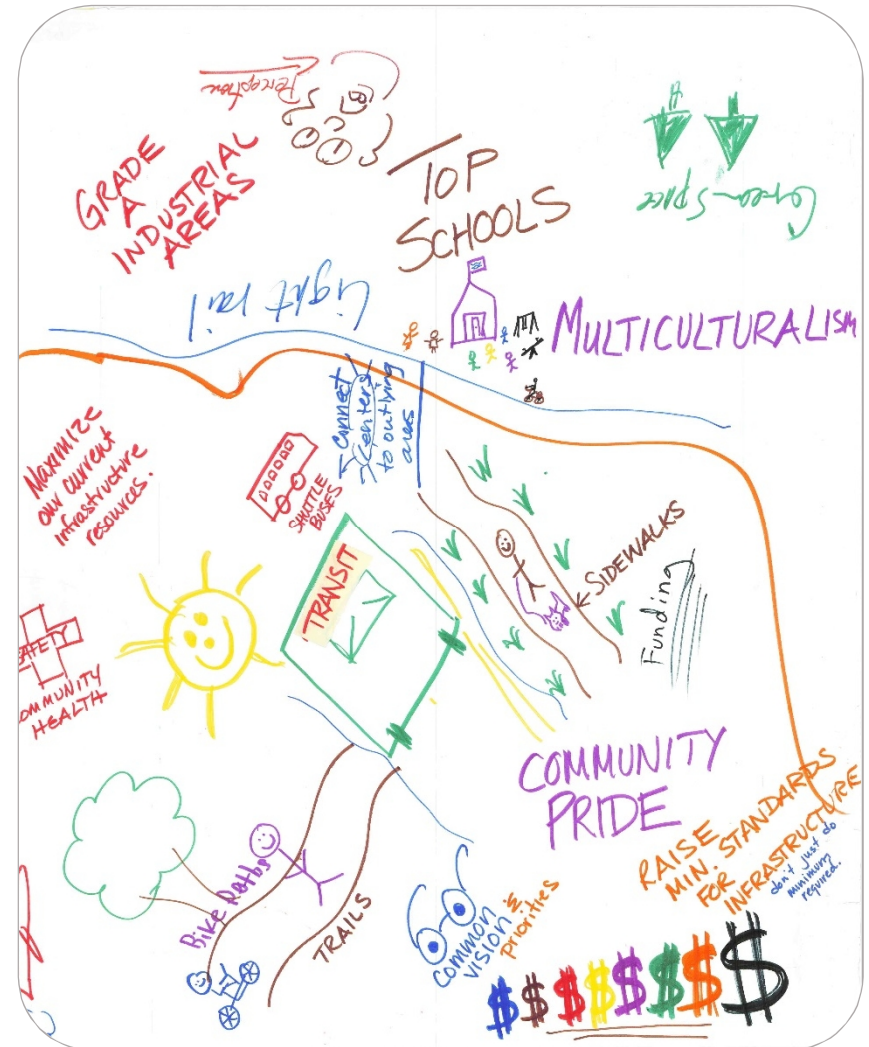 Perception
GRADE
A
INDUSTRIAL
AREAS
TOP
SCHOOLS
Green Space
Light rail
MULTICULTURALISM
Connect
Centers
to outlying
areas
Maximize
our current
infrastructure
resources.
SHUTTLE
BUSES
TRANSIT
SIDEWALKS
Funding
SAFETY
COMMUNITY
HEALTH
COMMUNITY
PRIDE
RAISE
MIN. STANDARDS
FOR
INFRASTRUCTURE
don't just do
minimum
required.
Bike Paths
TRAILS
Common
vision &
priorities
$ $ $ $ $ $ $ $